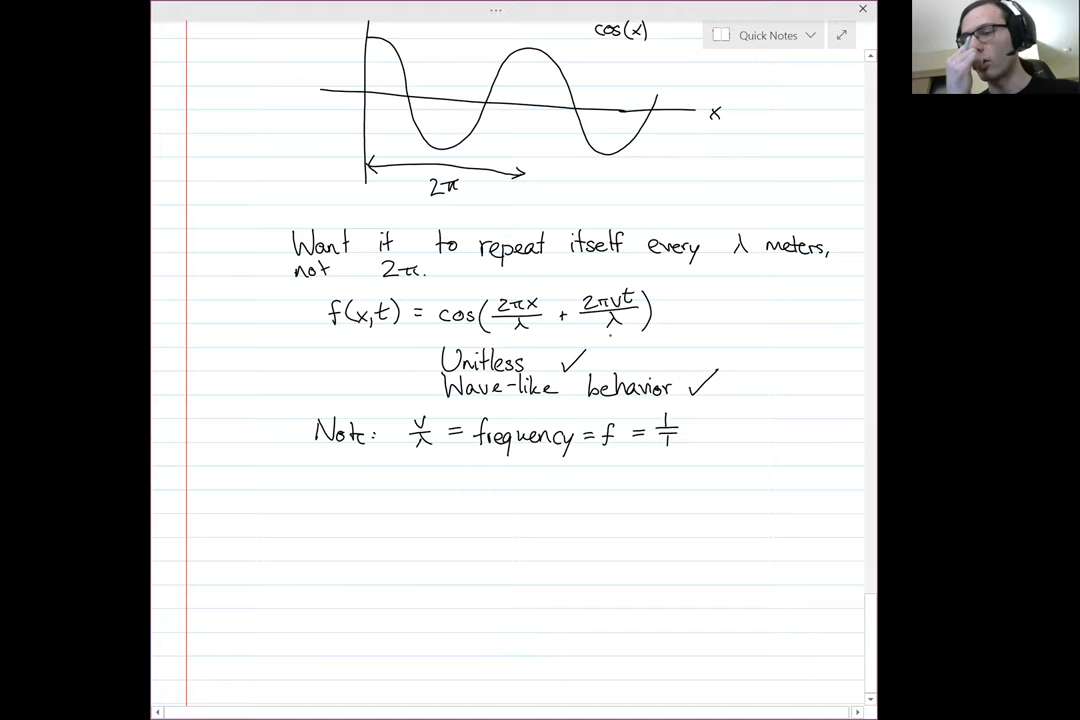 cos(x)
Quick Notes
x
2π
Want it to repeat itself every λ meters,
not 2π.
f(x,t) = cos(2πx/λ + 2πvt/λ)
Unitless ✓
Wave-like behavior ✓
Note: v/λ = frequency = f = 1/T